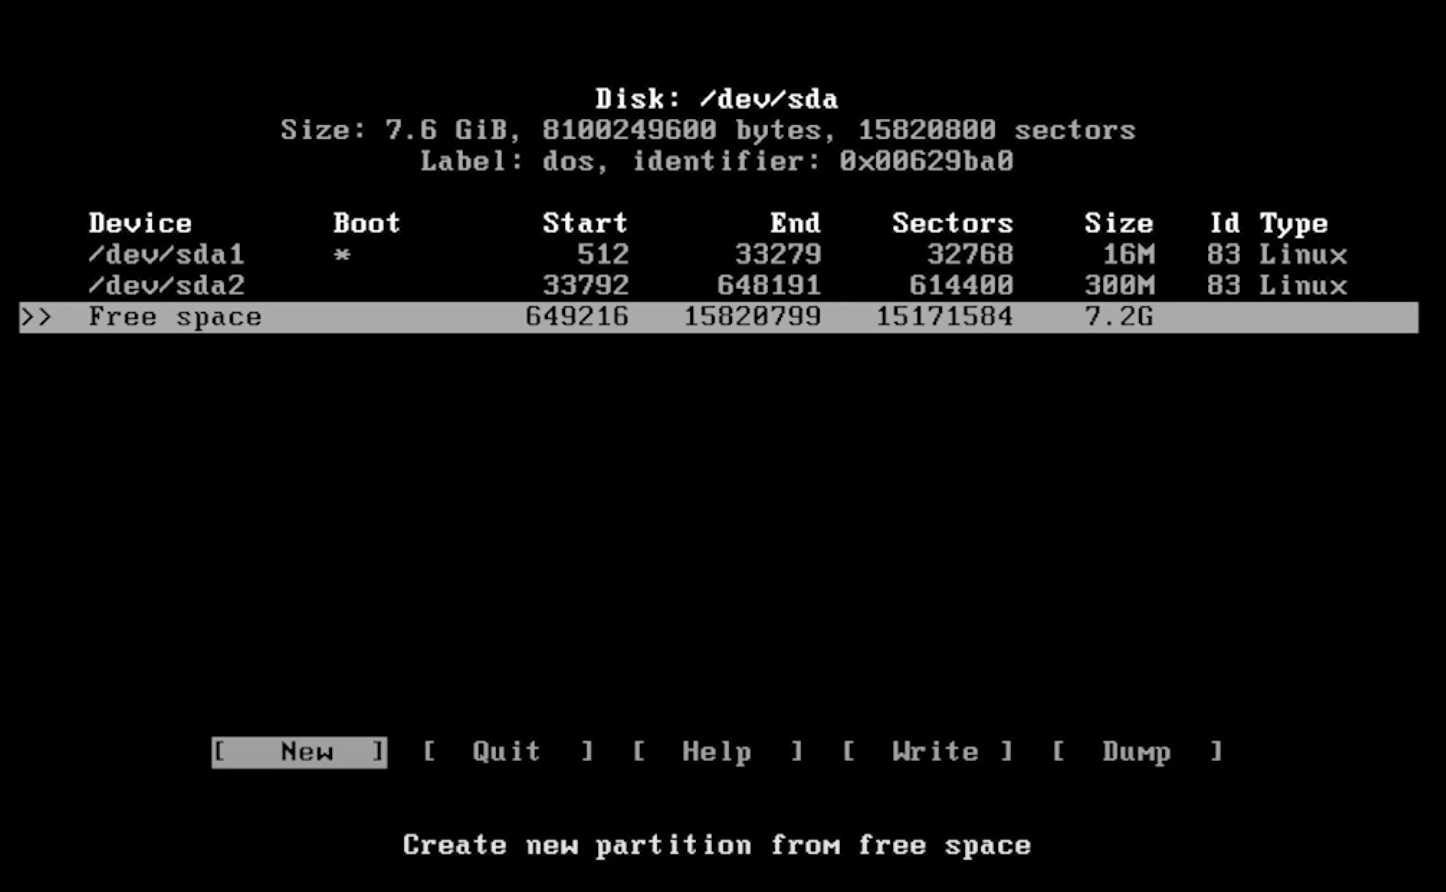 Disk: /dev/sda
Size: 7.6 GiB, 8100249600 bytes, 15820800 sectors
Label: dos, identifier: 0x00629ba0
Device Boot Start End Sectors Size Id Type
/dev/sda1 * 512 33279 32768 16M 83 Linux
/dev/sda2 33792 648191 614400 300M 83 Linux
>> Free space 649216 15820799 15171584 7.2G
[ New ] [ Quit ] [ Help ] [ Write ] [ Dump ]
Create new partition from free space